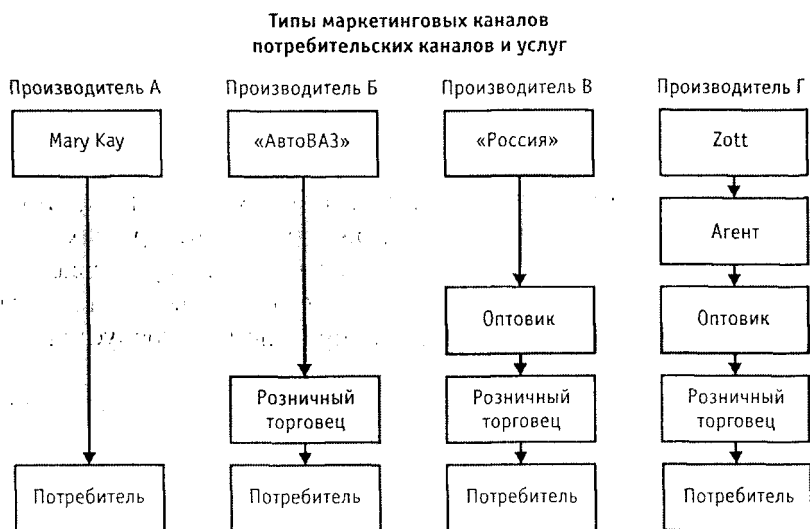 Типы маркетинговых каналов
потребительских каналов и услуг
Производитель А
Производитель Б
Производитель В
Производитель Г
Mary Kay
«АвтоВАЗ»
«Россия»
Zott
Агент
Оптовик
Оптовик
Розничный
торговец
Розничный
торговец
Розничный
торговец
Потребитель
Потребитель
Потребитель
Потребитель